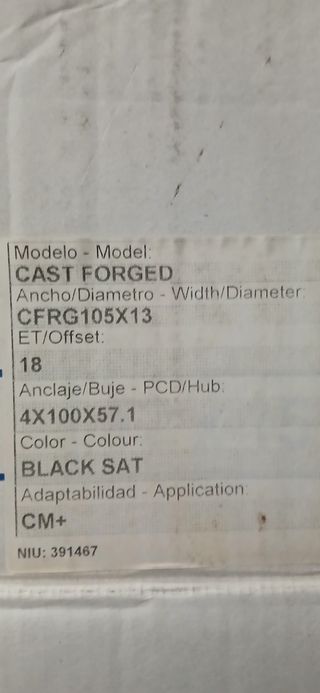 Modelo - Model:
CAST FORGED
Ancho/Diametro - Width/Diameter:
CFRG105X13
ET/Offset:
18
Anclaje/Buje - PCD/Hub:
4X100X57.1
Color - Colour:
BLACK SAT
Adaptabilidad - Application:
CM+
NIU: 391467